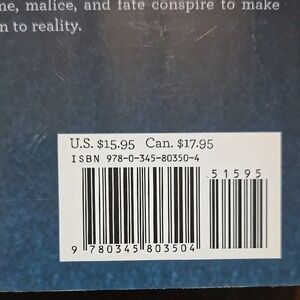 ne, malice, and fate conspire to make
n to reality.
U.S. $15.95 Can. $17.95
ISBN 978-0-345-80350-4
51595
9 780345 803504